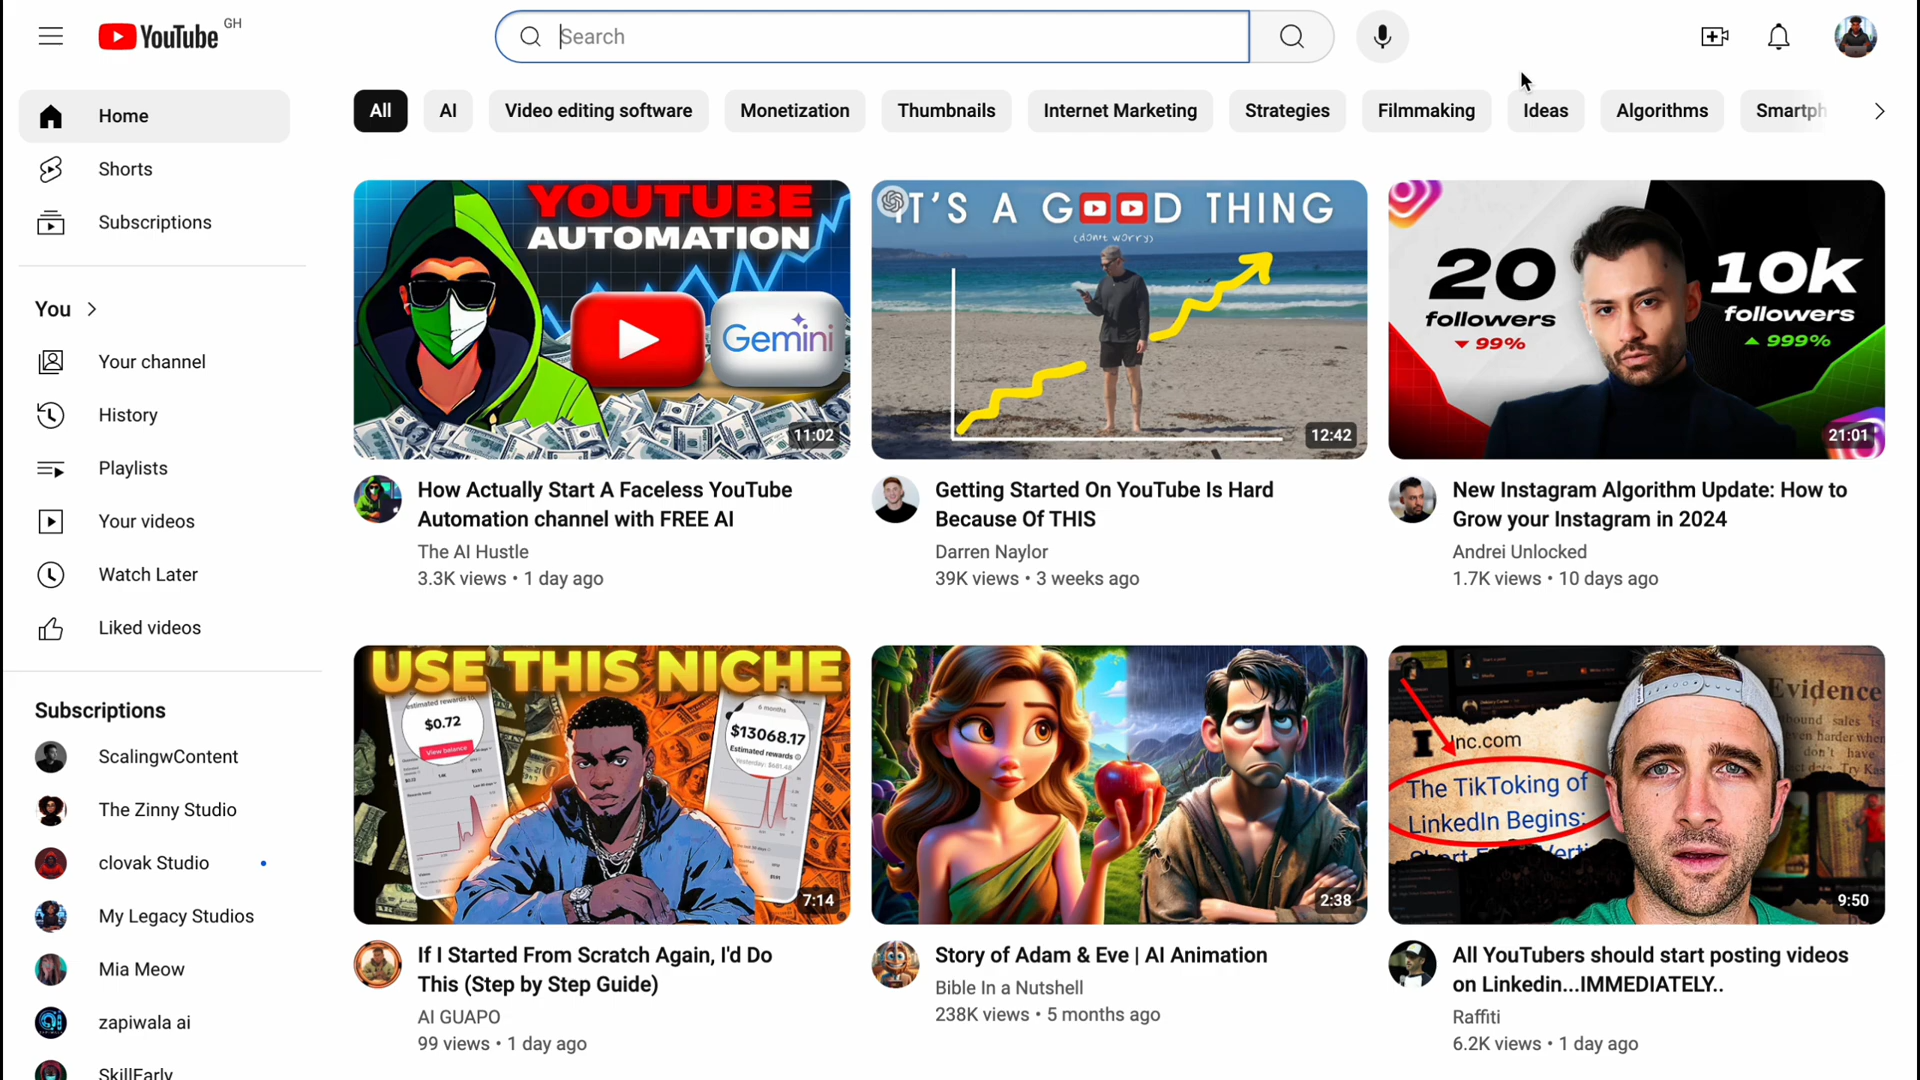 YouTube GH
Search
Home
Shorts
Subscriptions
You
Your channel
History
Playlists
Your videos
Watch Later
Liked videos
Subscriptions
ScalingwContent
The Zinny Studio
clovak Studio
My Legacy Studios
Mia Meow
zapiwala ai
SkillEarly
All
AI
Video editing software
Monetization
Thumbnails
Internet Marketing
Strategies
Filmmaking
Ideas
Algorithms
Smartph
YOUTUBE
AUTOMATION
Gemini
11:02
How Actually Start A Faceless YouTube
Automation channel with FREE AI
The AI Hustle
3.3K views • 1 day ago
IT'S A GOOD THING
(don't worry)
12:42
Getting Started On YouTube Is Hard
Because Of THIS
Darren Naylor
39K views • 3 weeks ago
20
followers
99%
10k
followers
999%
21:01
New Instagram Algorithm Update: How to
Grow your Instagram in 2024
Andrei Unlocked
1.7K views • 10 days ago
USE THIS NICHE
estimated rewards
$0.72
View balance
6 months
$13068.17
Estimated rewards
7:14
If I Started From Scratch Again, I'd Do
This (Step by Step Guide)
AI GUAPO
99 views • 1 day ago
2:38
Story of Adam & Eve | AI Animation
Bible In a Nutshell
238K views • 5 months ago
Evidence
Inc.com
The TikToking of
LinkedIn Begins:
9:50
All YouTubers should start posting videos
on Linkedin...IMMEDIATELY..
Raffiti
6.2K views • 1 day ago